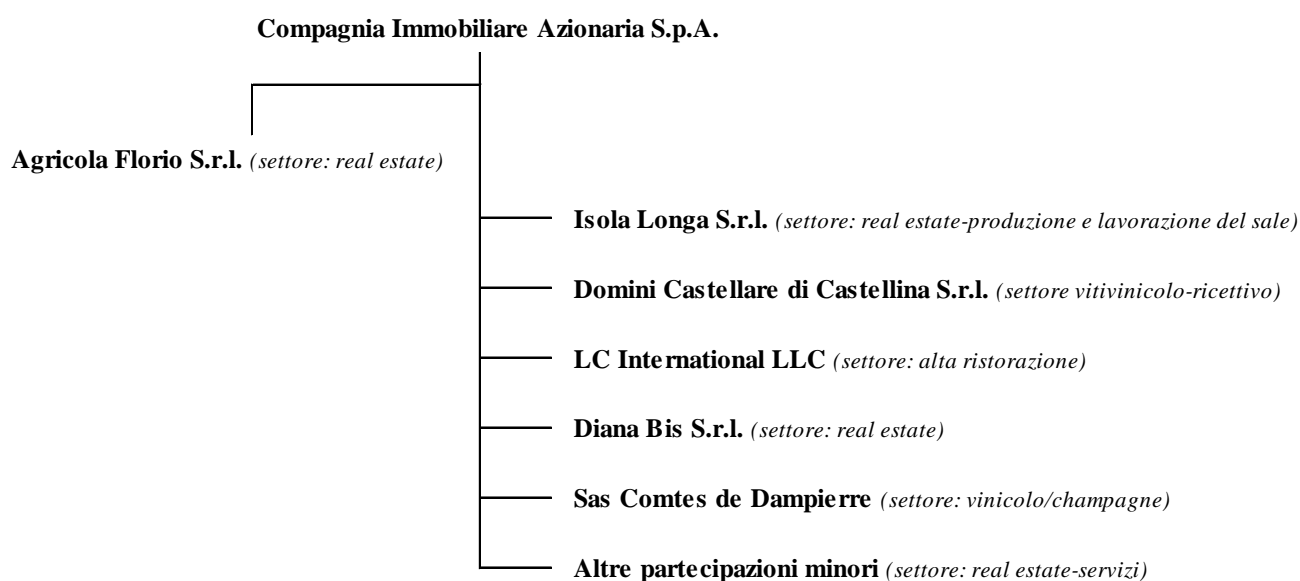 Compagnia Immobiliare Azionaria S.p.A.
Agricola Florio S.r.l. (settore: real estate)
Isola Longa S.r.l. (settore: real estate-produzione e lavorazione del sale)
Domini Castellare di Castellina S.r.l. (settore vitivinicolo-ricettivo)
LC International LLC (settore: alta ristorazione)
Diana Bis S.r.l. (settore: real estate)
Sas Comtes de Dampierre (settore: vinicolo/champagne)
Altre partecipazioni minori (settore: real estate-servizi)